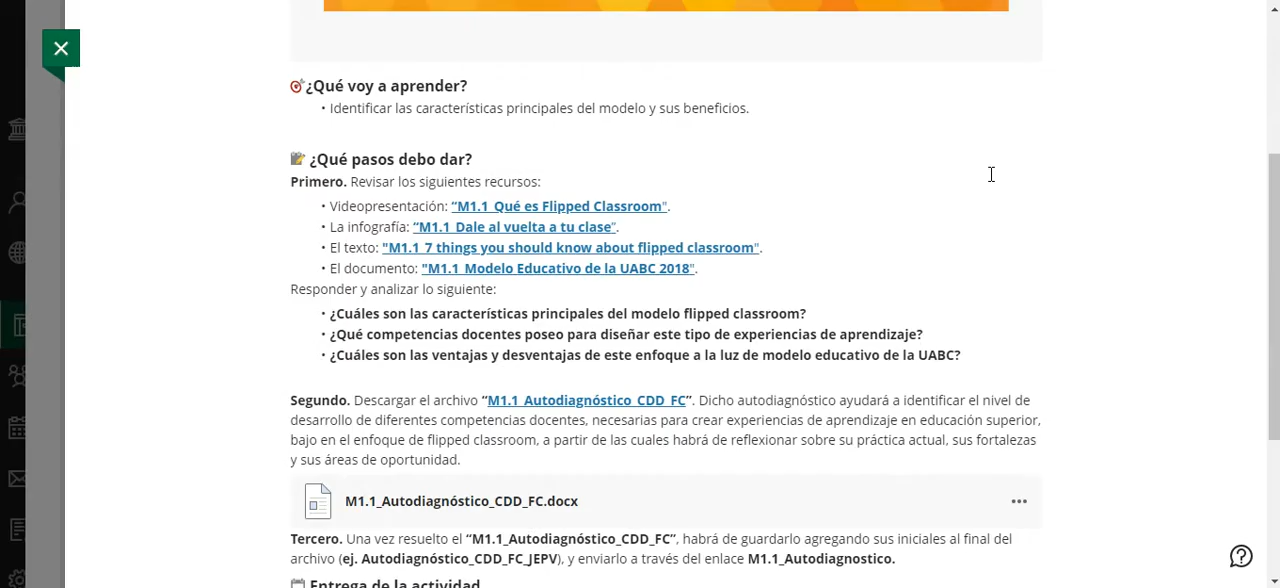 ¿Qué voy a aprender?
• Identificar las características principales del modelo y sus beneficios.
¿Qué pasos debo dar?
Primero. Revisar los siguientes recursos:
• Videopresentación: “M1.1_Qué es Flipped Classroom".
• La infografía: “M1.1_Dale al vuelta a tu clase”.
• El texto: "M1.1_7 things you should know about flipped classroom".
• El documento: "M1.1_Modelo Educativo de la UABC 2018".
Responder y analizar lo siguiente:
• ¿Cuáles son las características principales del modelo flipped classroom?
• ¿Qué competencias docentes poseo para diseñar este tipo de experiencias de aprendizaje?
• ¿Cuáles son las ventajas y desventajas de este enfoque a la luz de modelo educativo de la UABC?
Segundo. Descargar el archivo “M1.1_Autodiagnóstico_CDD_FC”. Dicho autodiagnóstico ayudará a identificar el nivel de
desarrollo de diferentes competencias docentes, necesarias para crear experiencias de aprendizaje en educación superior,
bajo en el enfoque de flipped classroom, a partir de las cuales habrá de reflexionar sobre su práctica actual, sus fortalezas
y sus áreas de oportunidad.
M1.1_Autodiagnóstico_CDD_FC.docx
Tercero. Una vez resuelto el “M1.1_Autodiagnóstico_CDD_FC”, habrá de guardarlo agregando sus iniciales al final del
archivo (ej. Autodiagnóstico_CDD_FC_JEPV), y enviarlo a través del enlace M1.1_Autodiagnostico.
Entrega de la actividad